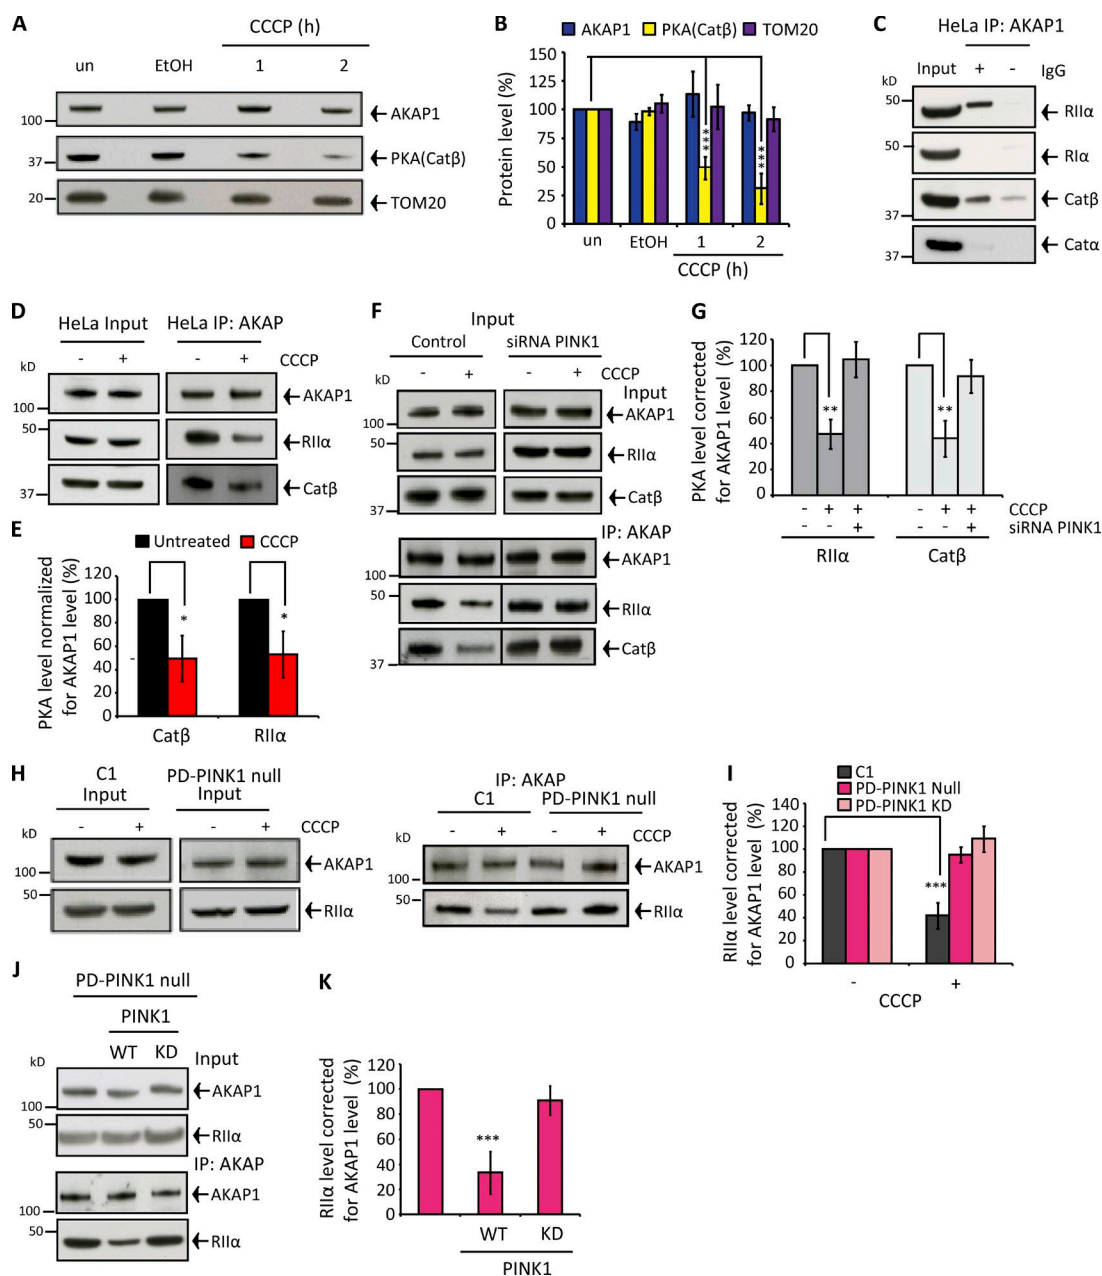 A
CCCP (h)
un EtOH 1 2
100 AKAP1
37 PKA(Catβ)
20 TOM20
B
AKAP1 PKA(Catβ) TOM20
Protein level (%)
150
125
100
75
50
25
0
*** ***
un EtOH 1 2
CCCP (h)
C
HeLa IP: AKAP1
kD Input + - IgG
50 RIIα
50 RIα
37 Catβ
37 Catα
D
HeLa Input HeLa IP: AKAP
kD - + - + CCCP
100 AKAP1
50 RIIα
37 Catβ
E
Untreated CCCP
PKA level normalized
for AKAP1 level (%)
120
100
80
60
40
20
0
* *
Catβ RIIα
F
Input
Control siRNA PINK1
kD - + - + CCCP
Input
100 AKAP1
50 RIIα
37 Catβ
IP: AKAP
100 AKAP1
50 RIIα
37 Catβ
G
PKA level corrected
for AKAP1 level (%)
120
100
80
60
40
20
0
** **
- + + - + + CCCP
- - + - - + siRNA PINK1
RIIα Catβ
H
C1 PD-PINK1 null
Input Input
kD - + - + CCCP
100 AKAP1
50 RIIα
IP: AKAP
C1 PD-PINK1 null
kD - + - + CCCP
100 AKAP1
50 RIIα
I
C1
PD-PINK1 Null
PD-PINK1 KD
RIIα level corrected
for AKAP1 level (%)
140
120
100
80
60
40
20
0
***
- +
CCCP
J
PD-PINK1 null
PINK1
kD WT KD Input
100 AKAP1
50 RIIα
IP: AKAP
100 AKAP1
50 RIIα
K
RIIα level corrected
for AKAP1 level (%)
120
100
80
60
40
20
0
***
WT KD
PINK1